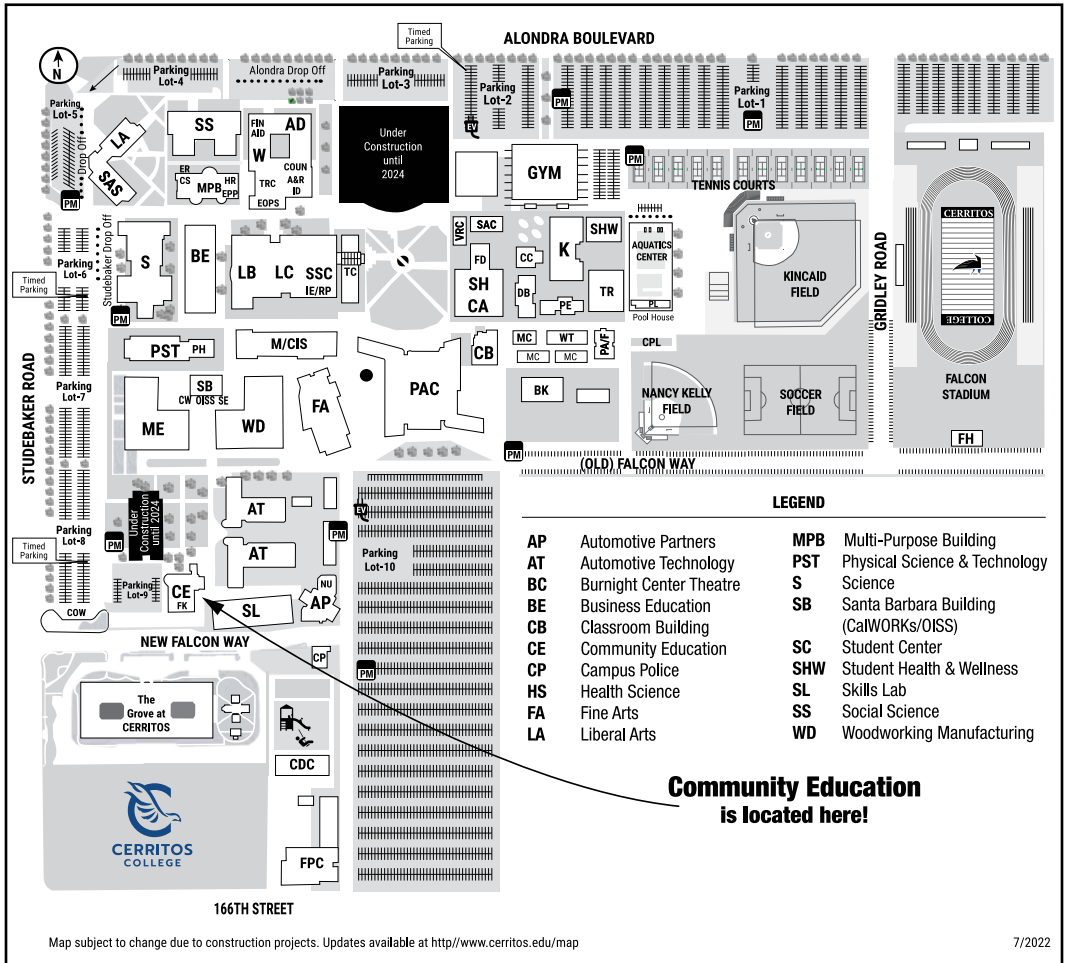 Timed
Parking
ALONDRA BOULEVARD
N
Parking
Lot-4
Alondra Drop Off
Parking
Lot-3
Parking
Lot-2
Parking
Lot-1
PM
PM
EV
Parking
Lot-5
Drop Off
LA
SAS
PM
SS
FIN
AID
AD
W
COUN
A&R
ID
TRC
EOPS
ER
CS
MPB
HR
EPP
Under
Construction
until
2024
GYM
PM
TENNIS COURTS
Studebaker Drop Off
Parking
Lot-6
Timed
Parking
S
PM
BE
LB
LC
SSC
IE/RP
TC
VRC
SAC
FD
SH
CA
CC
DB
K
PE
SHW
TR
AQUATICS
CENTER
PL
Pool House
KINCAID
FIELD
GRIDLEY ROAD
CERRITOS
COLLEGE
FALCON
STADIUM
FH
STUDEBAKER ROAD
Parking
Lot-7
PST
PH
M/CIS
SB
CW OISS SE
ME
WD
FA
PAC
CB
MC
WT
MC
MC
PA/F
CPL
BK
NANCY KELLY
FIELD
SOCCER
FIELD
PM
(OLD) FALCON WAY
Under
Construction
until 2024
PM
Parking
Lot-8
Timed
Parking
Parking
Lot-9
COW
CE
FK
AT
AT
PM
SL
NU
AP
EV
Parking
Lot-10
PM
NEW FALCON WAY
CP
The
Grove at
CERRITOS
CDC
FPC
CERRITOS
COLLEGE
166TH STREET
LEGEND
AP Automotive Partners
AT Automotive Technology
BC Burnight Center Theatre
BE Business Education
CB Classroom Building
CE Community Education
CP Campus Police
HS Health Science
FA Fine Arts
LA Liberal Arts
MPB Multi-Purpose Building
PST Physical Science & Technology
S Science
SB Santa Barbara Building
(CalWORKs/OISS)
SC Student Center
SHW Student Health & Wellness
SL Skills Lab
SS Social Science
WD Woodworking Manufacturing
Community Education
is located here!
Map subject to change due to construction projects. Updates available at http//www.cerritos.edu/map
7/2022